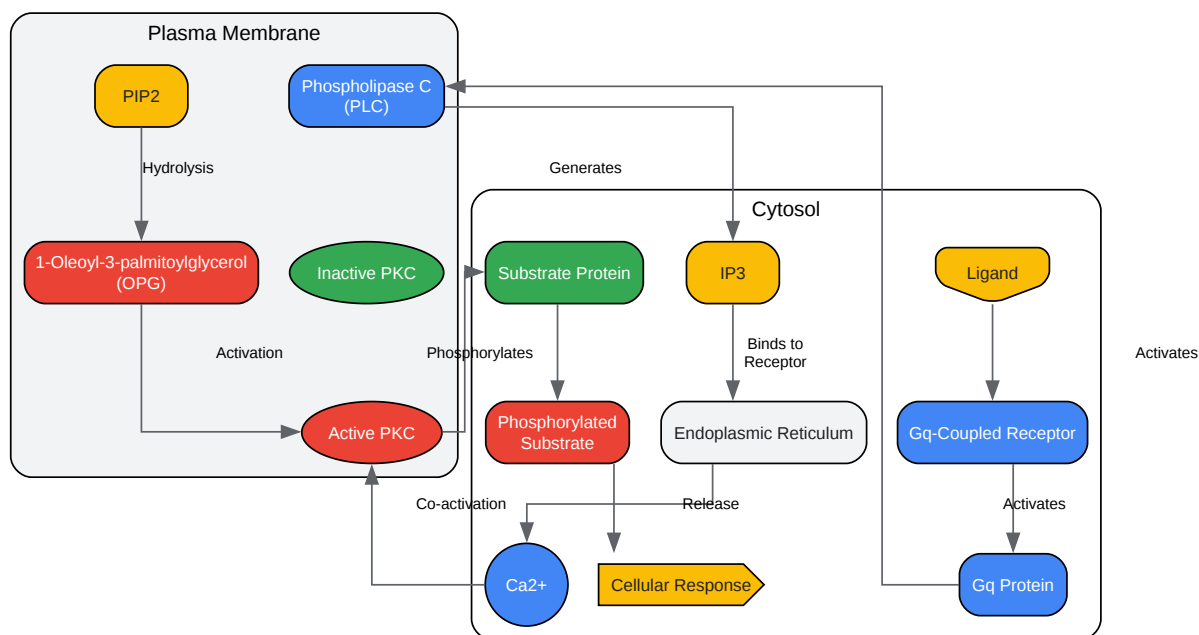 Plasma Membrane
PIP2
Phospholipase C
(PLC)
Hydrolysis
Generates
Cytosol
1-Oleoyl-3-palmitoylglycerol
(OPG)
Inactive PKC
Substrate Protein
IP3
Ligand
Activation
Phosphorylates
Binds to
Receptor
Activates
Active PKC
Phosphorylated
Substrate
Endoplasmic Reticulum
Gq-Coupled Receptor
Co-activation
Release
Activates
Ca2+
Cellular Response
Gq Protein